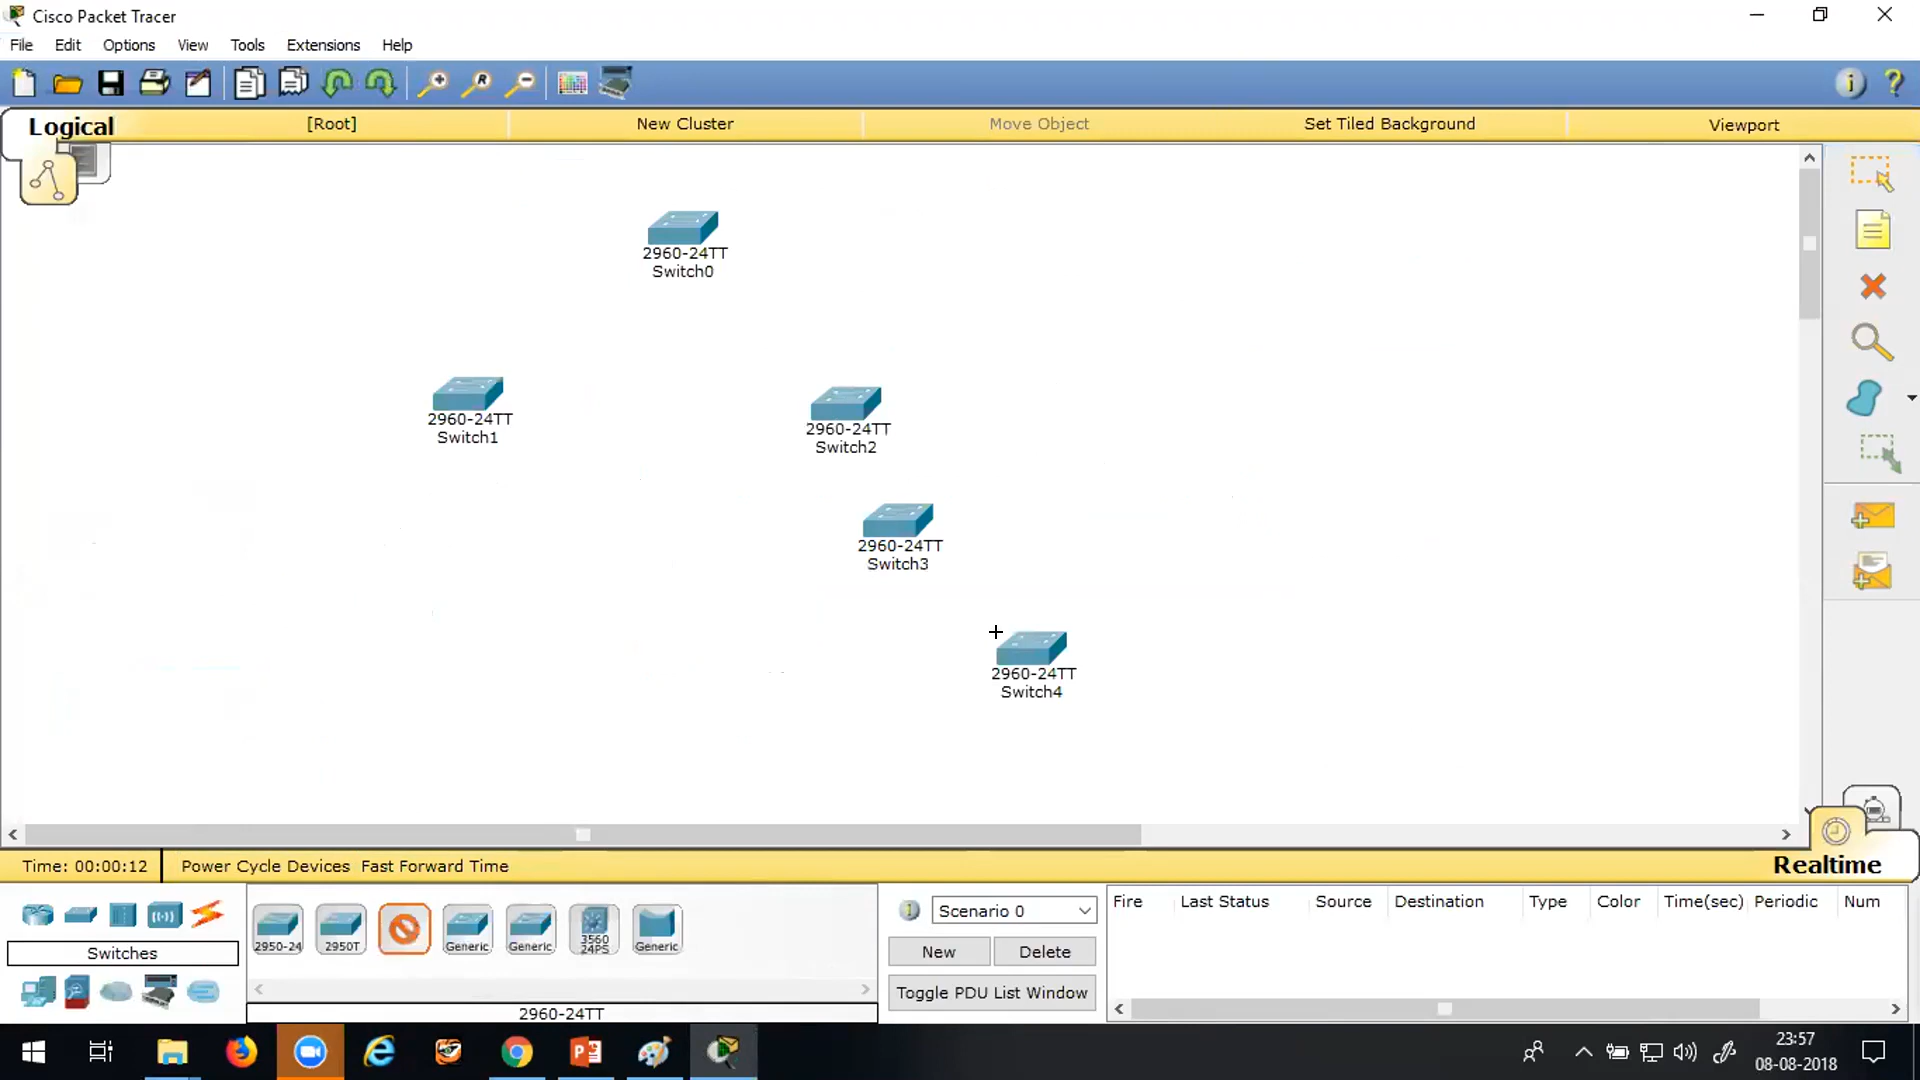 Cisco Packet Tracer
File Edit Options View Tools Extensions Help
R
i ?
Logical [Root] New Cluster Move Object Set Tiled Background Viewport
2960-24TT
Switch0
2960-24TT
Switch1
2960-24TT
Switch2
2960-24TT
Switch3
2960-24TT
Switch4
Time: 00:00:12 Power Cycle Devices Fast Forward Time Realtime
Switches
2950-24 2950T Generic Generic 3560 24PS Generic
2960-24TT
i Scenario 0
New Delete
Toggle PDU List Window
Fire Last Status Source Destination Type Color Time(sec) Periodic Num
23:57
08-08-2018